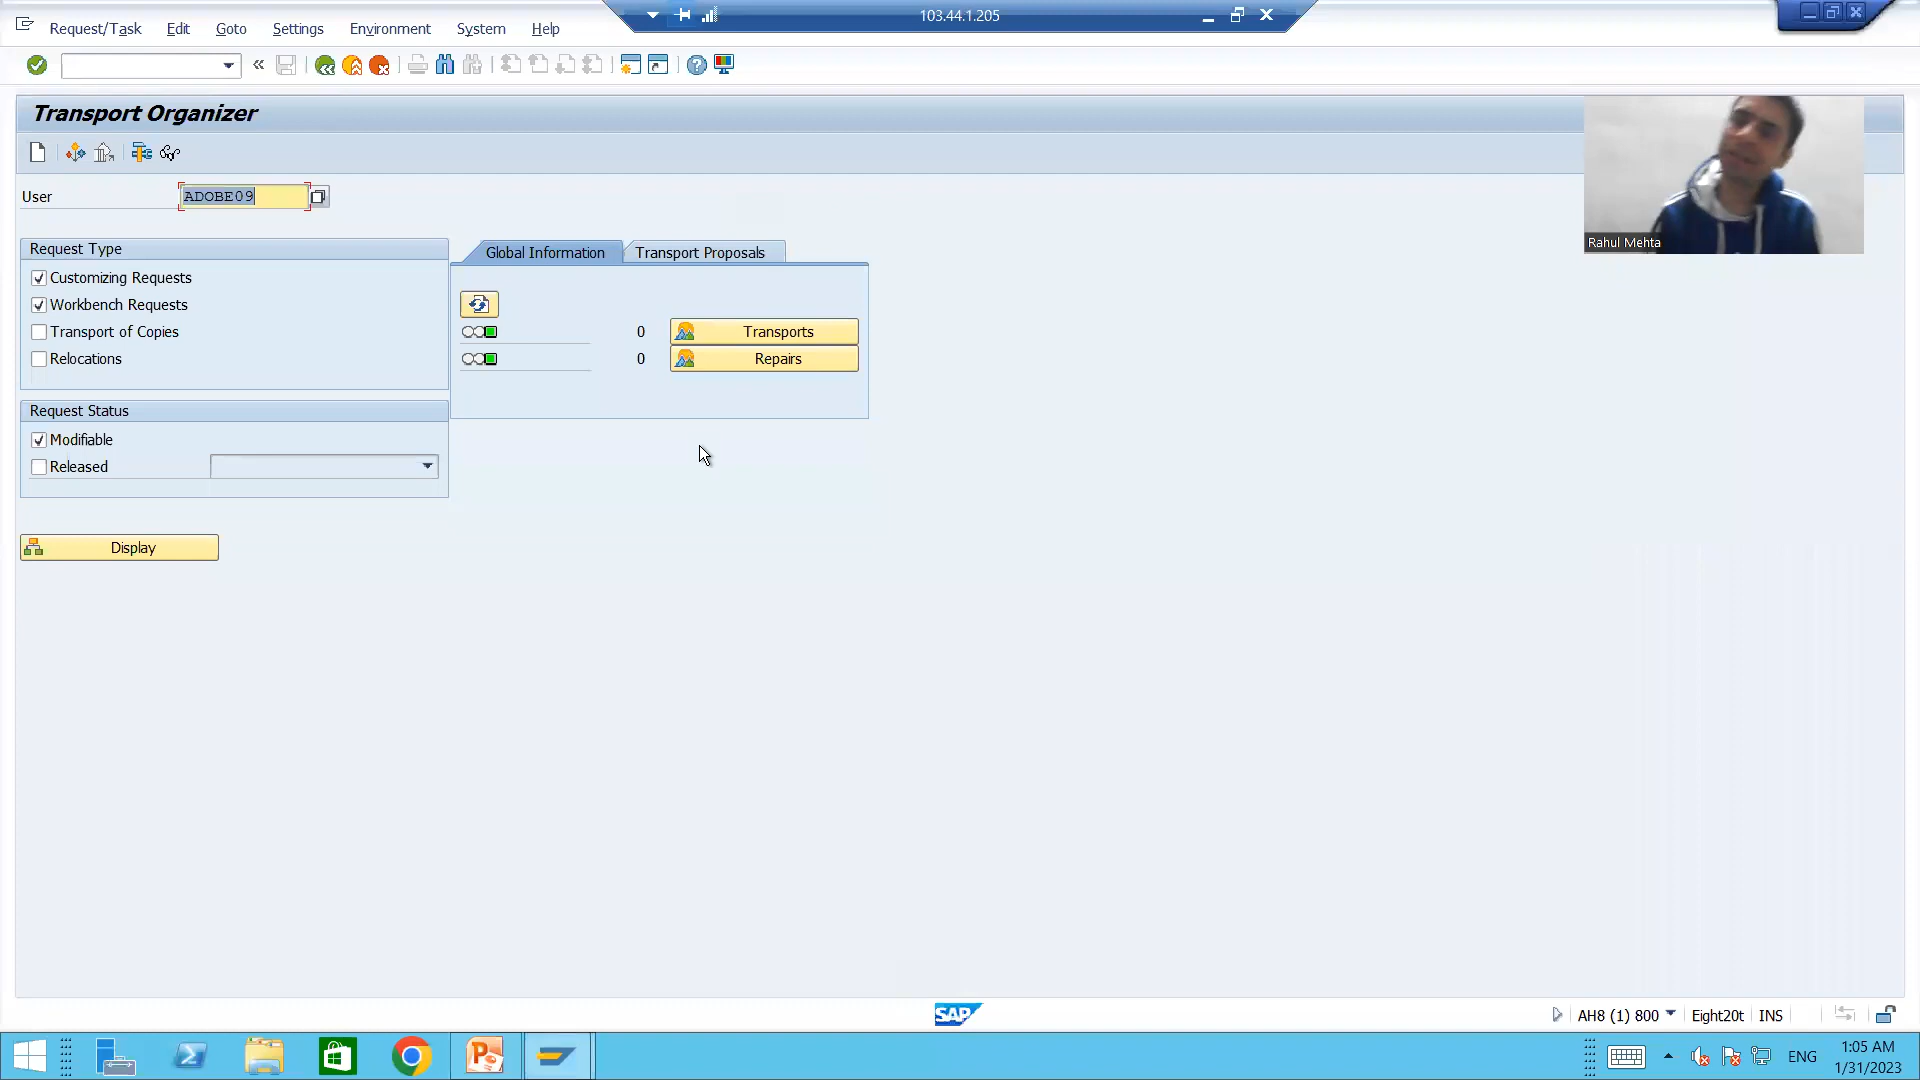 103.44.1.205
Request/Task Edit Goto Settings Environment System Help
Transport Organizer
Rahul Mehta
User ADOBE09
Request Type
Customizing Requests
Workbench Requests
Transport of Copies
Relocations
Global Information Transport Proposals
0 Transports
0 Repairs
Request Status
Modifiable
Released
Display
SAP
AH8 (1) 800 Eight20t INS
ENG
1:05 AM
1/31/2023